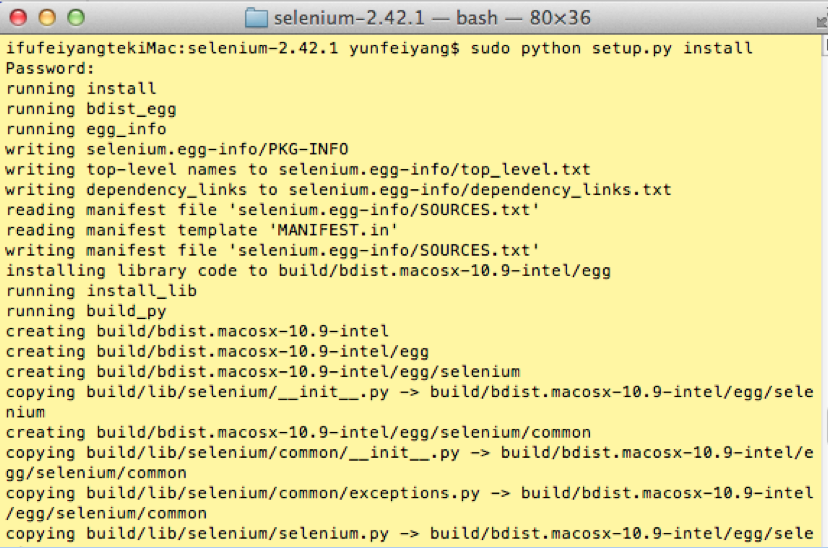 selenium-2.42.1 — bash — 80×36
ifufeiyangtekiMac:selenium-2.42.1 yunfeiyang$ sudo python setup.py install
Password:
running install
running bdist_egg
running egg_info
writing selenium.egg-info/PKG-INFO
writing top-level names to selenium.egg-info/top_level.txt
writing dependency_links to selenium.egg-info/dependency_links.txt
reading manifest file 'selenium.egg-info/SOURCES.txt'
reading manifest template 'MANIFEST.in'
writing manifest file 'selenium.egg-info/SOURCES.txt'
installing library code to build/bdist.macosx-10.9-intel/egg
running install_lib
running build_py
creating build/bdist.macosx-10.9-intel
creating build/bdist.macosx-10.9-intel/egg
creating build/bdist.macosx-10.9-intel/egg/selenium
copying build/lib/selenium/__init__.py -> build/bdist.macosx-10.9-intel/egg/sele
nium
creating build/bdist.macosx-10.9-intel/egg/selenium/common
copying build/lib/selenium/common/__init__.py -> build/bdist.macosx-10.9-intel/e
gg/selenium/common
copying build/lib/selenium/common/exceptions.py -> build/bdist.macosx-10.9-intel
/egg/selenium/common
copying build/lib/selenium/selenium.py -> build/bdist.macosx-10.9-intel/egg/sele